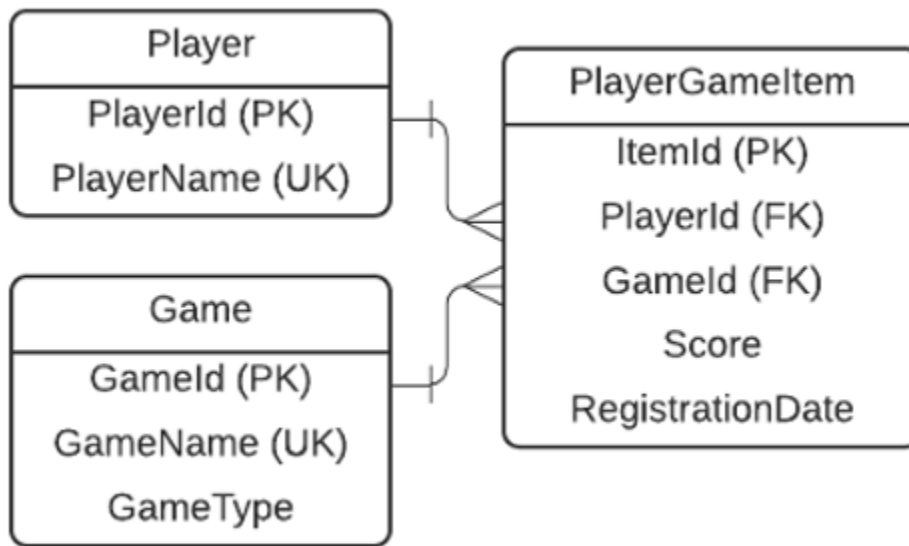 Player
PlayerId (PK)
PlayerName (UK)
Game
GameId (PK)
GameName (UK)
GameType
PlayerGameItem
ItemId (PK)
PlayerId (FK)
GameId (FK)
Score
RegistrationDate